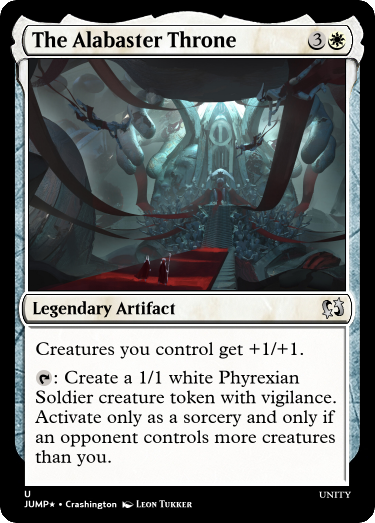 The Alabaster Throne 3
Legendary Artifact
Creatures you control get +1/+1.
: Create a 1/1 white Phyrexian
Soldier creature token with vigilance.
Activate only as a sorcery and only if
an opponent controls more creatures
than you.
U UNITY
JUMP★ • Crashington Leon Tukker